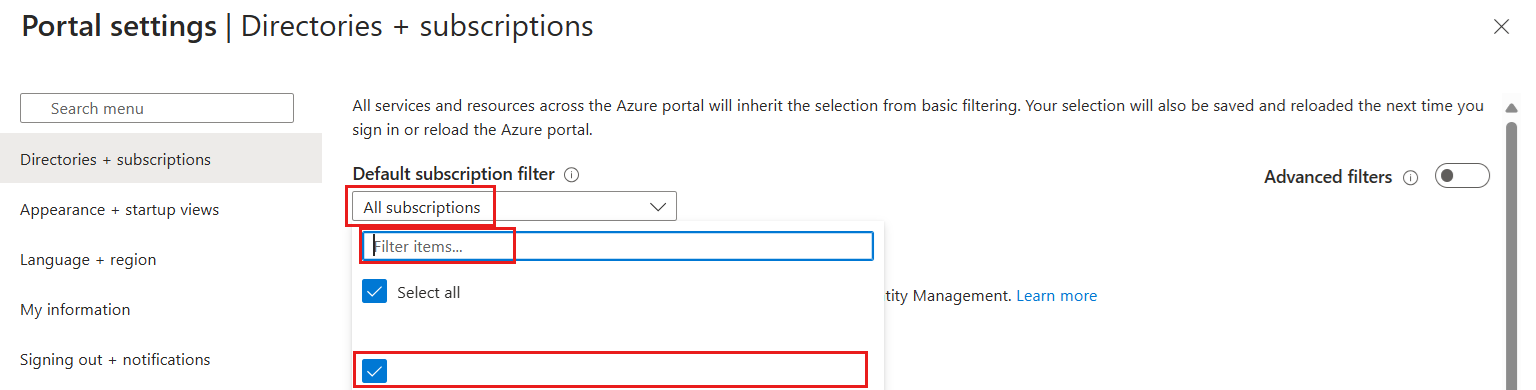 Portal settings | Directories + subscriptions
Search menu
Directories + subscriptions
Appearance + startup views
Language + region
My information
Signing out + notifications
All services and resources across the Azure portal will inherit the selection from basic filtering. Your selection will also be saved and reloaded the next time you
sign in or reload the Azure portal.
Default subscription filter
Advanced filters
All subscriptions
Filter items...
Select all
tity Management. Learn more